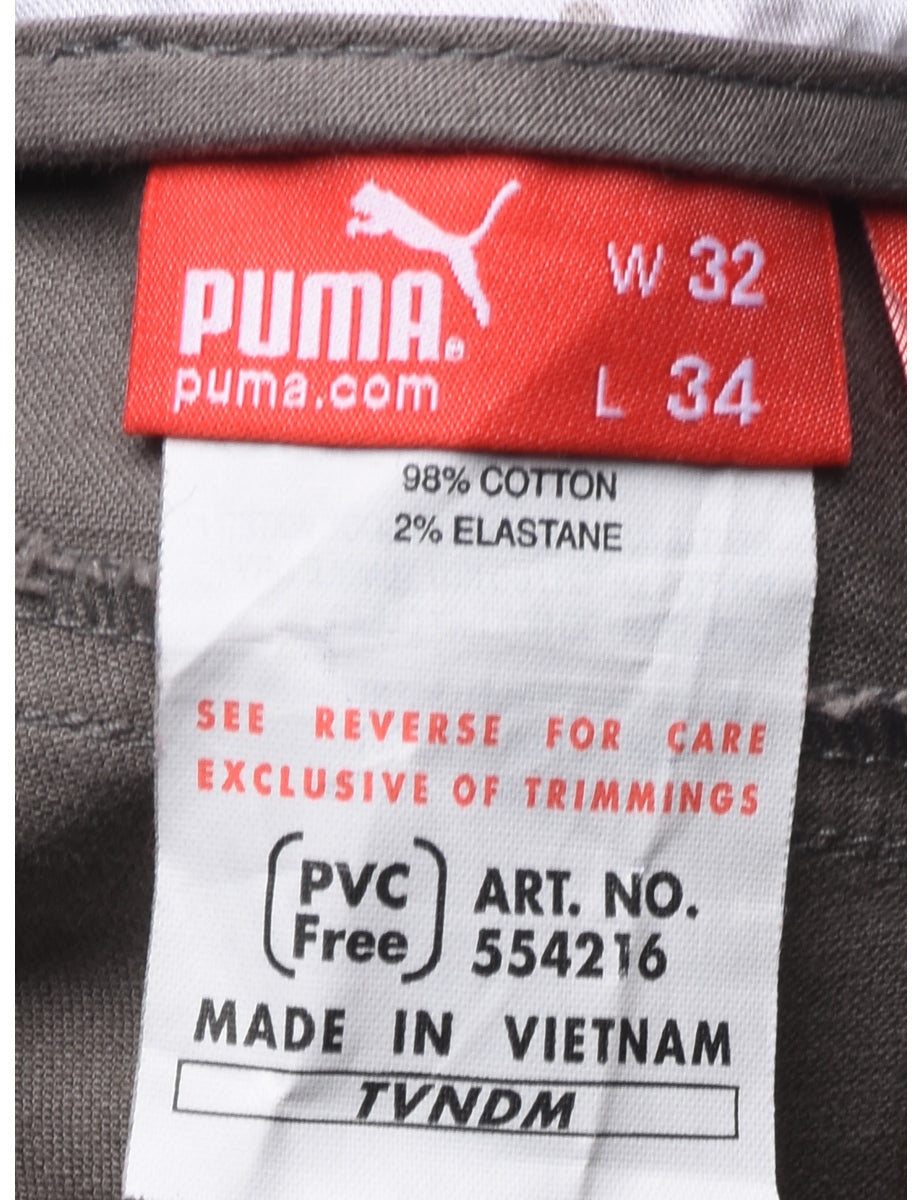 PUMA®
puma.com
W 32
L 34
98% COTTON
2% ELASTANE
SEE REVERSE FOR CARE
EXCLUSIVE OF TRIMMINGS
PVC
Free
ART. NO.
554216
MADE IN VIETNAM
TVNDM